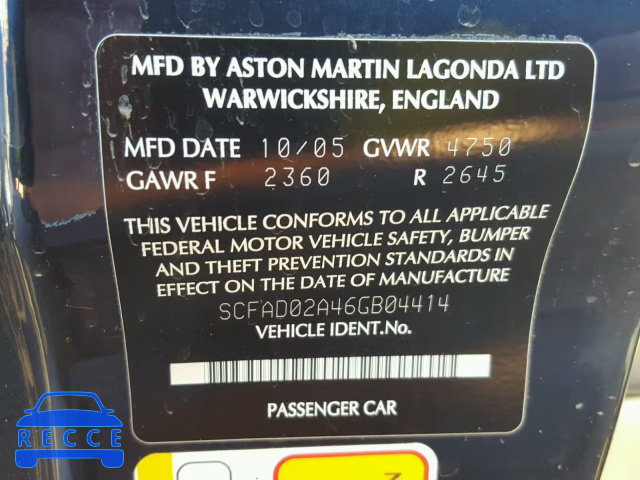 MFD BY ASTON MARTIN LAGONDA LTD
WARWICKSHIRE, ENGLAND
MFD DATE 10/05 GVWR 4750
GAWR F 2360 R 2645
THIS VEHICLE CONFORMS TO ALL APPLICABLE
FEDERAL MOTOR VEHICLE SAFETY, BUMPER
AND THEFT PREVENTION STANDARDS IN
EFFECT ON THE DATE OF MANUFACTURE
SCFAD02A46GB04414
VEHICLE IDENT.No.
PASSENGER CAR
RECCE